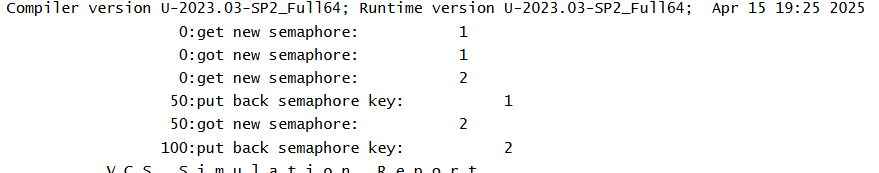 Compiler version U-2023.03-SP2_Full64; Runtime version U-2023.03-SP2_Full64;  Apr 15 19:25 2025
0:get new semaphore:           1
0:got new semaphore:           1
0:get new semaphore:           2
50:put back semaphore key:           1
50:got new semaphore:           2
100:put back semaphore key:           2
V C S   S i m u l a t i o n   R e p o r t